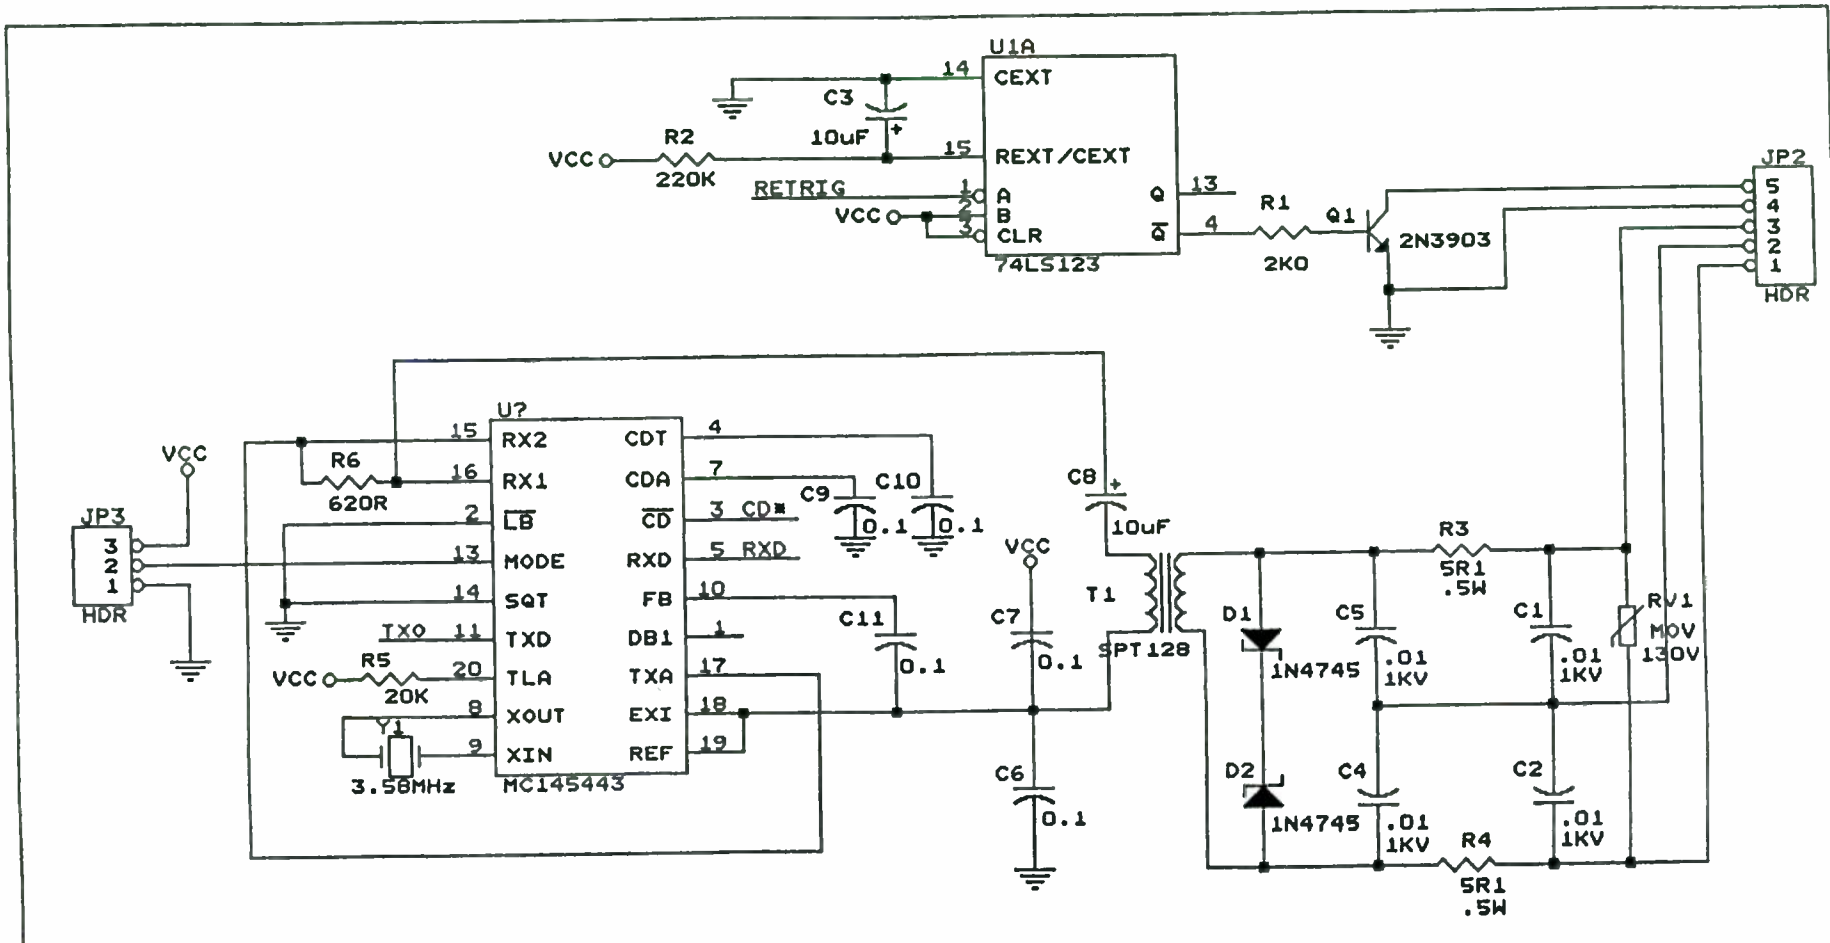 U1A
14 CEXT
C3
10uF
+
R2
VCC
220K
15 REXT/CEXT
RETRIG
1 A
VCC
2 B
3 CLR
Q 13
Q 4
74LS123
R1
2K0
Q1
2N3903
JP2
5
4
3
2
1
HDR
U?
15 RX2
16 RX1
2 LB
13 MODE
14 SQT
11 TXD
20 TLA
8 XOUT
9 XIN
CDT 4
CDA 7
CD 3 CD*
RXD 5 RXD
FB 10
DB1 1
TXA 17
EXI 18
REF 19
MC145443
R6
620R
VCC
JP3
3
2
1
HDR
TXO
R5
VCC
20K
Y1
3.58MHz
C9
0.1
C10
0.1
C11
0.1
VCC
C7
0.1
C6
0.1
C8
+
10uF
T1
SPT128
D1
1N4745
D2
1N4745
C5
.01
1KV
C4
.01
1KV
R3
5R1
.5W
C1
.01
1KV
C2
.01
1KV
R4
5R1
.5W
RV1
MOV
130V